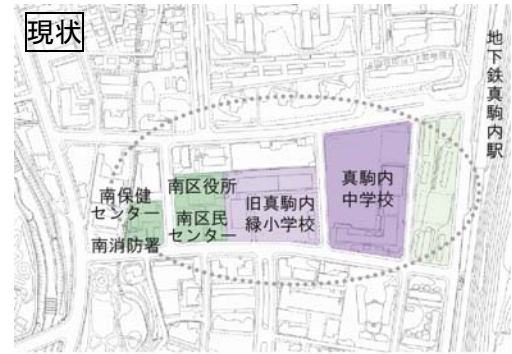 現状
地下鉄真駒内駅
南保健
センター
南消防署
南区役所
南区民
センター
旧真駒内
緑小学校
真駒内
中学校